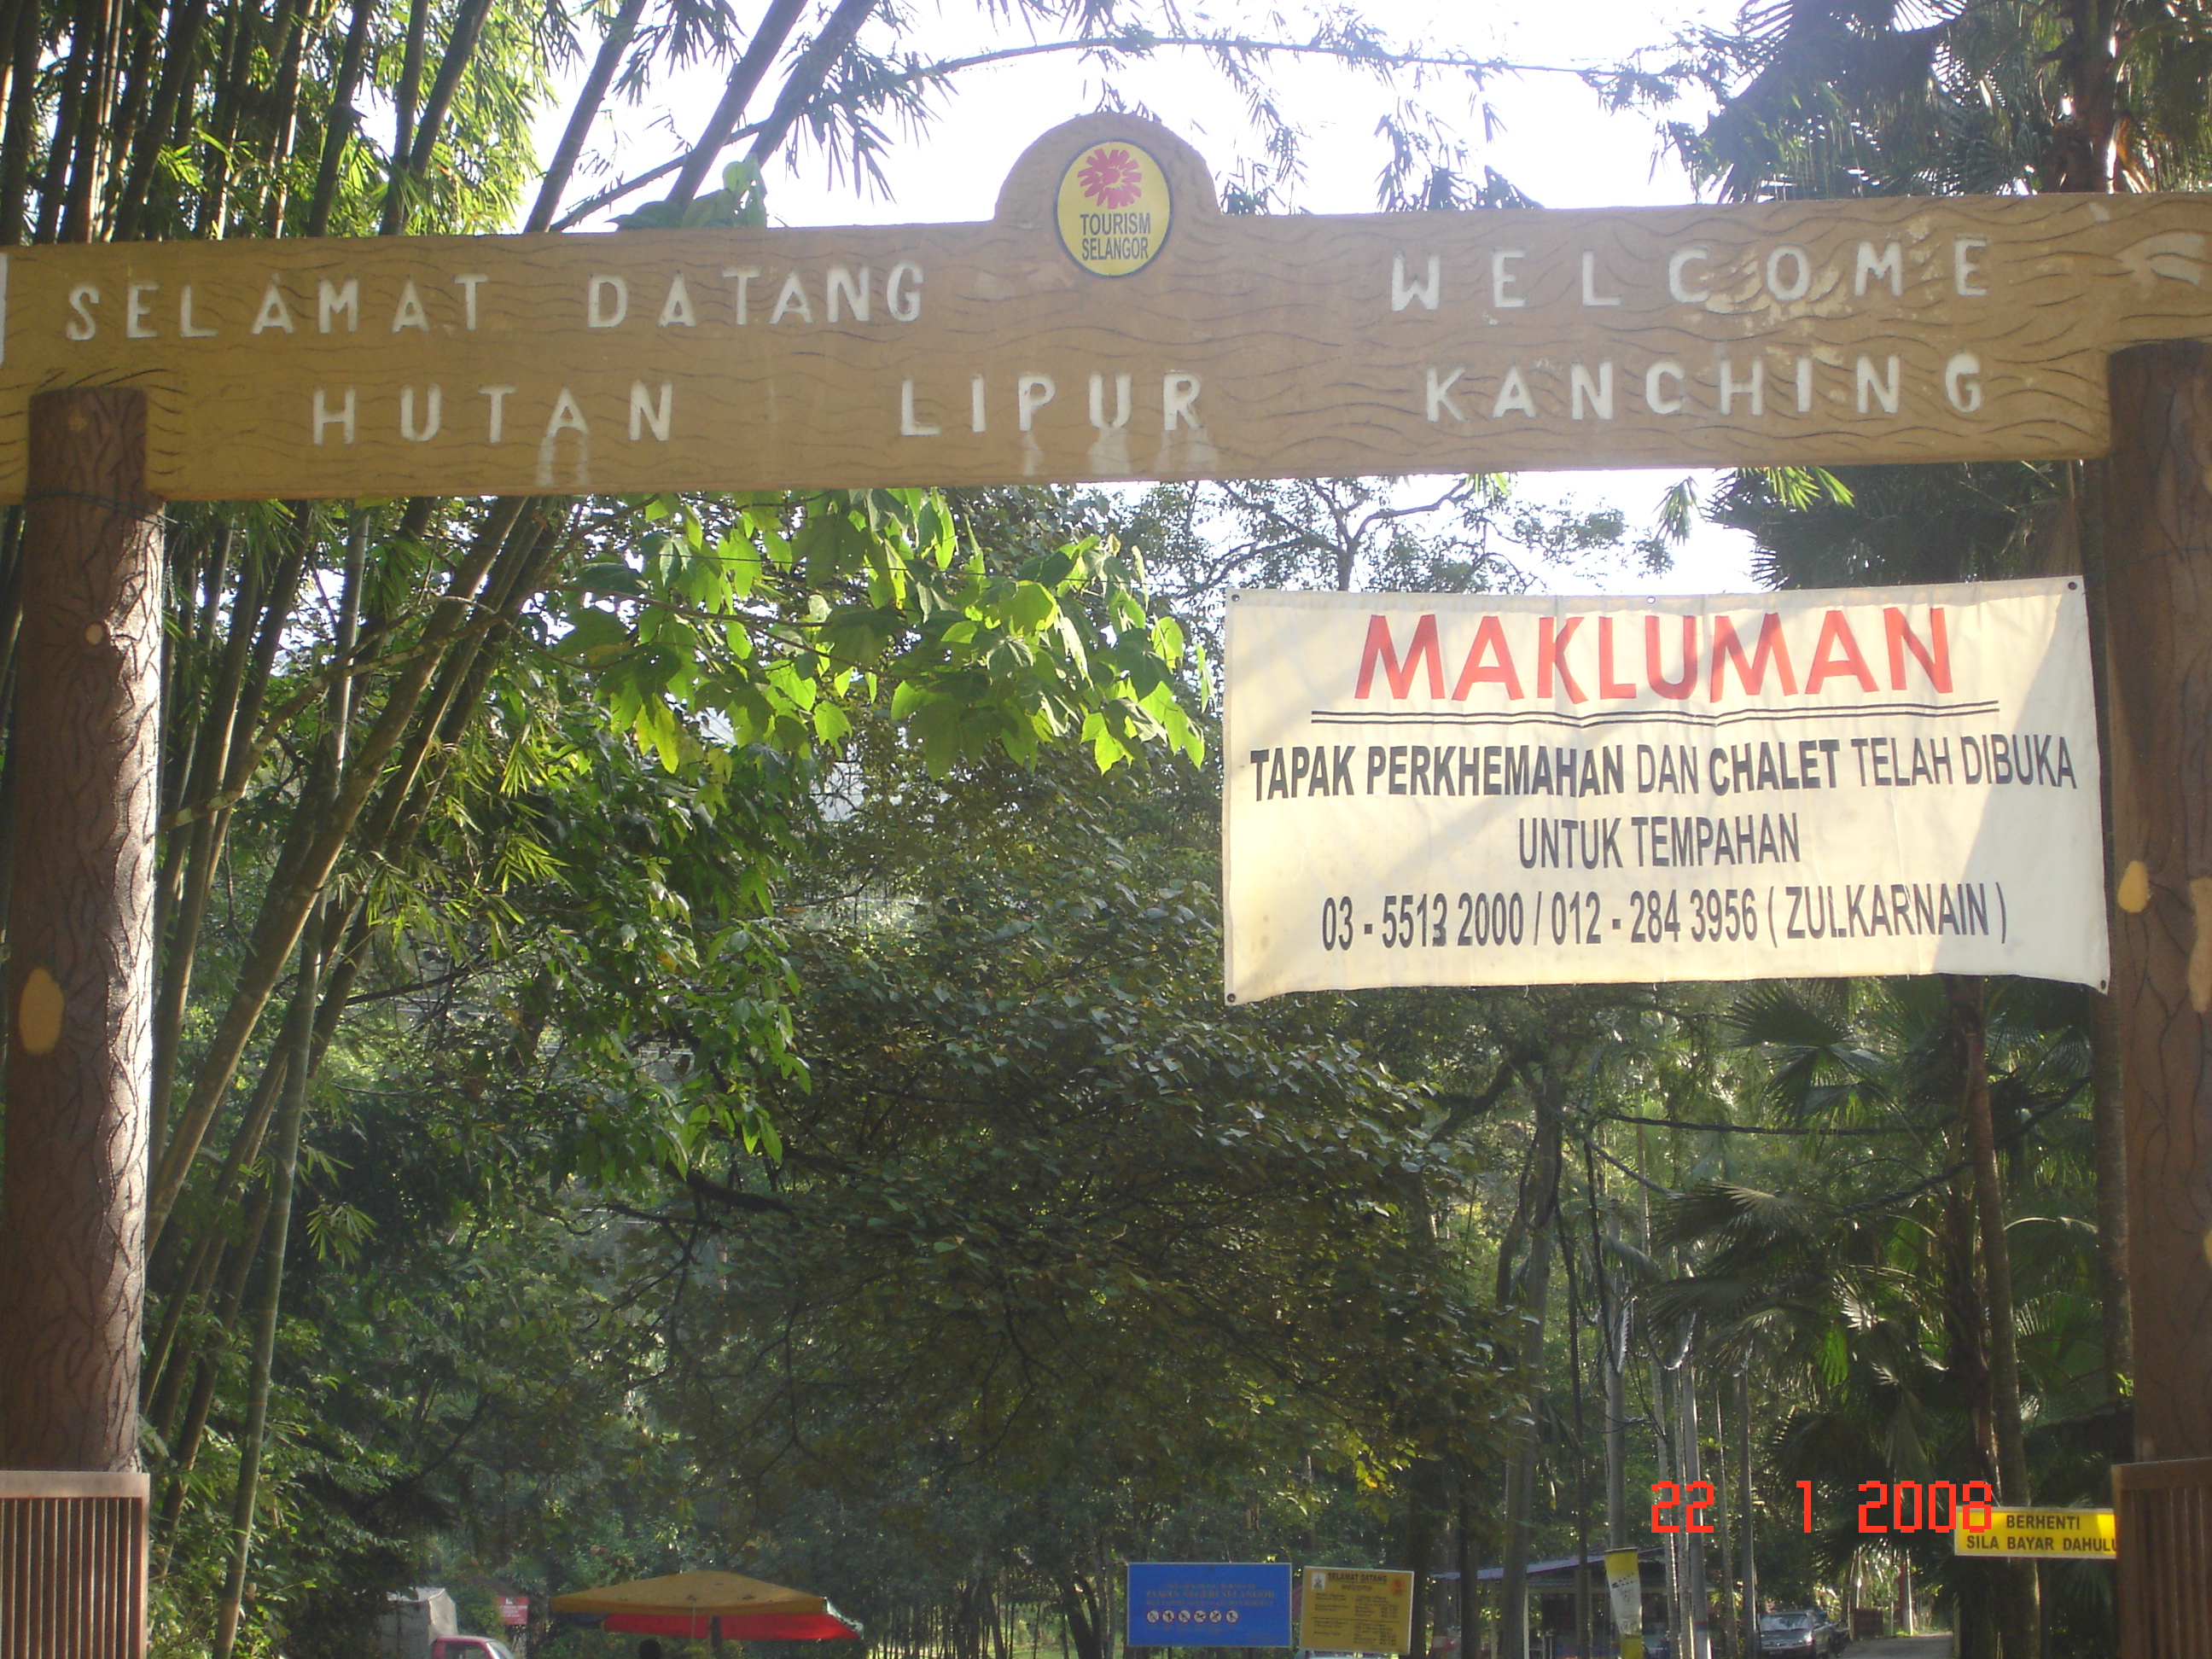 TOURISM
SELANGOR
SELAMAT DATANG WELCOME
HUTAN LIPUR KANCHING
MAKLUMAN
TAPAK PERKHEMAHAN DAN CHALET TELAH DIBUKA
UNTUK TEMPAHAN
03 - 5513 2000 / 012 - 284 3956 ( ZULKARNAIN )
22 1 2008
BERHENTI
SILA BAYAR DAHULU
SELAMAT DATANG
WELCOME